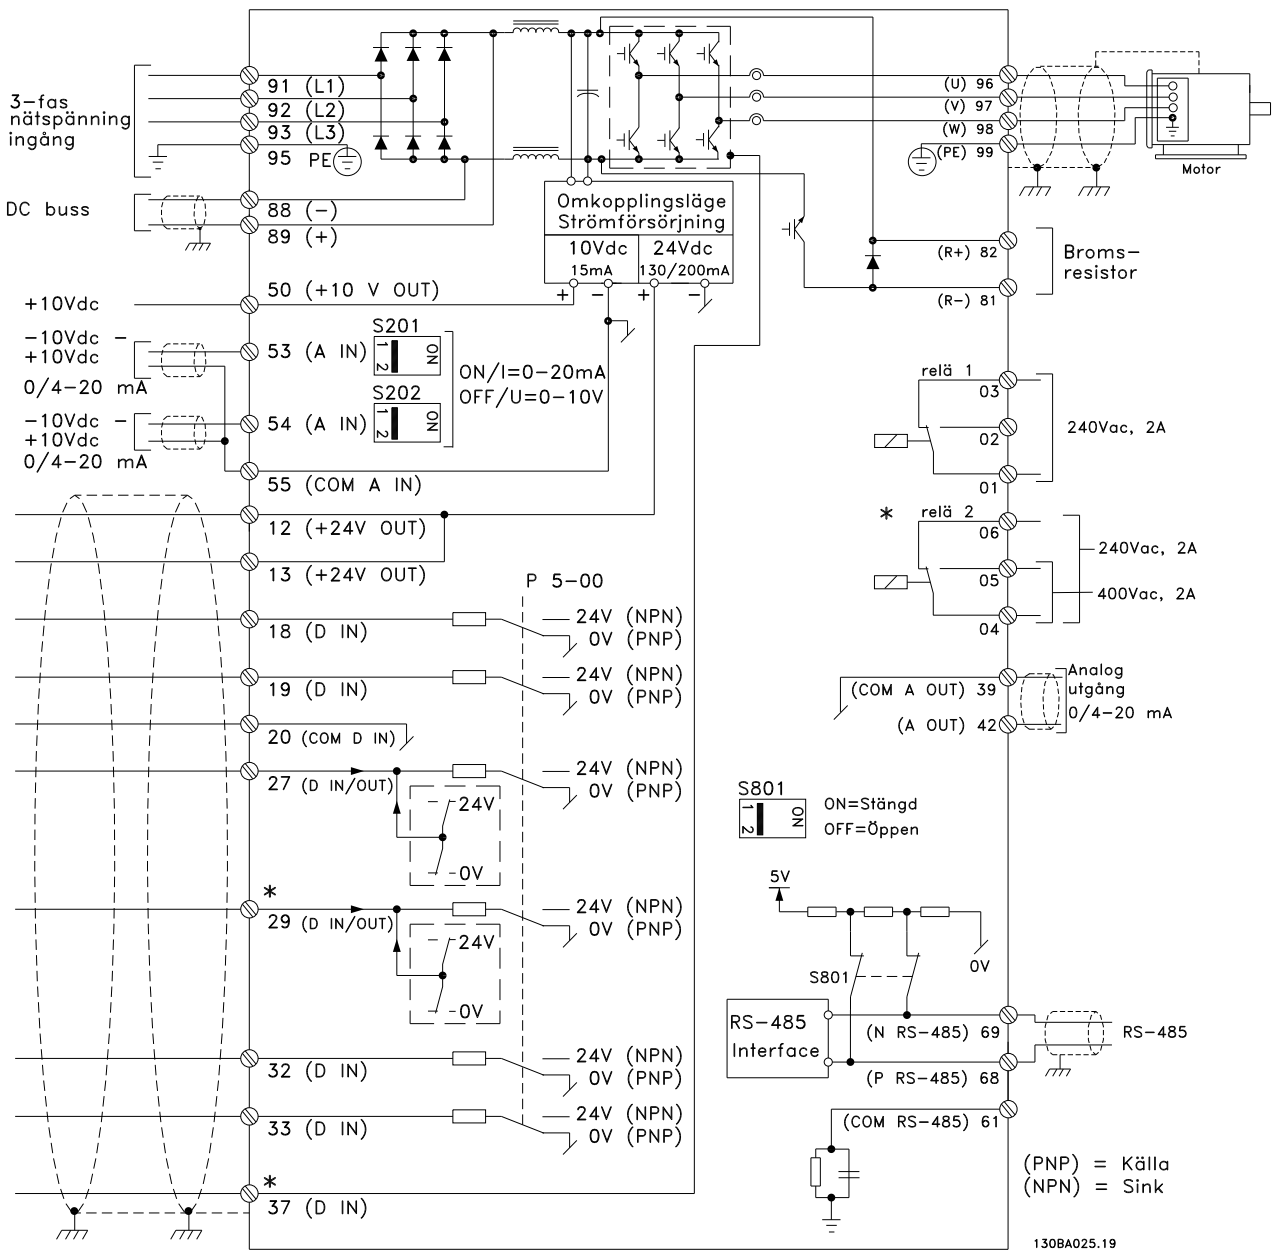 3-fas
nätspänning
ingång
91 (L1)
92 (L2)
93 (L3)
95 PE
DC buss
88 (-)
89 (+)
Omkopplingsläge
Strömförsörjning
10Vdc
15mA
24Vdc
130/200mA
+ - + -
(U) 96
(V) 97
(W) 98
(PE) 99
Motor
(R+) 82
(R-) 81
Broms-
resistor
+10Vdc
50 (+10 V OUT)
-10Vdc -
+10Vdc
0/4-20 mA
53 (A IN)
S201
1
2
ON
ON/I=0-20mA
OFF/U=0-10V
-10Vdc -
+10Vdc
0/4-20 mA
54 (A IN)
S202
1
2
ON
55 (COM A IN)
12 (+24V OUT)
13 (+24V OUT)
P 5-00
18 (D IN)
24V (NPN)
0V (PNP)
19 (D IN)
24V (NPN)
0V (PNP)
20 (COM D IN)
27 (D IN/OUT)
24V (NPN)
0V (PNP)
24V
0V
*
29 (D IN/OUT)
24V (NPN)
0V (PNP)
24V
0V
32 (D IN)
24V (NPN)
0V (PNP)
33 (D IN)
24V (NPN)
0V (PNP)
*
37 (D IN)
relä 1
03
02
01
240Vac, 2A
* relä 2
06
05
04
240Vac, 2A
400Vac, 2A
(COM A OUT) 39
(A OUT) 42
Analog
utgång
0/4-20 mA
S801
1
2
ON
ON=Stängd
OFF=Öppen
5V
S801
0V
RS-485
Interface
(N RS-485) 69
(P RS-485) 68
(COM RS-485) 61
RS-485
(PNP) = Källa
(NPN) = Sink
130BA025.19